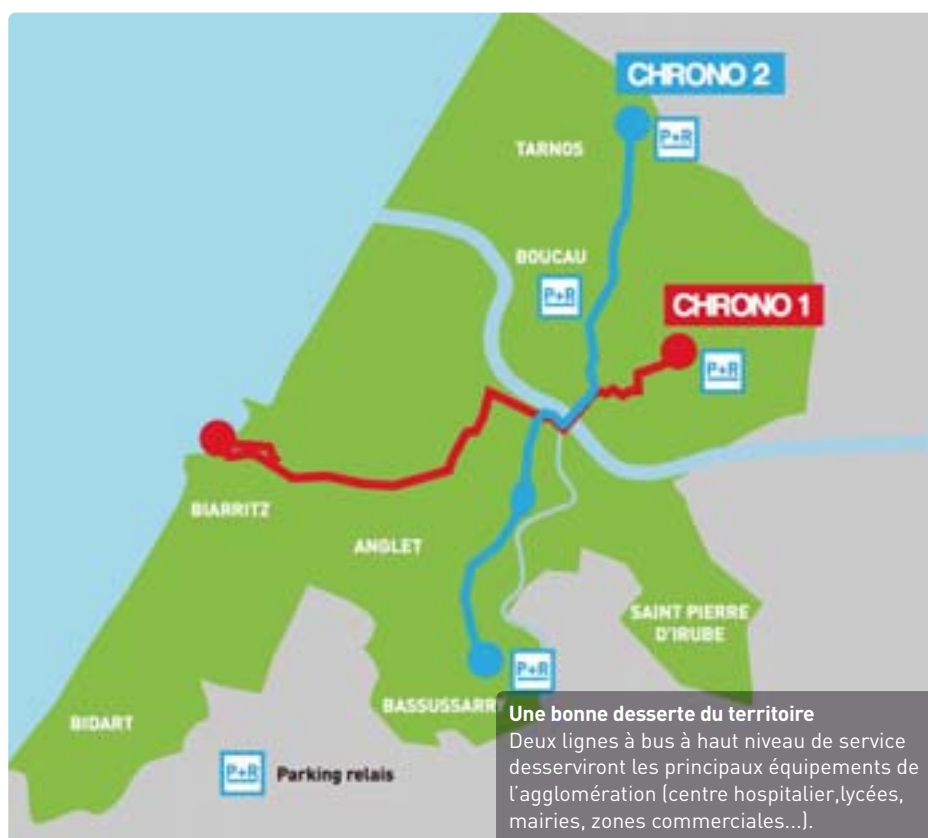 CHRONO 2
P+R
TARNOS
BOUCAU
P+R
CHRONO 1
P+R
BIARRITZ
ANGLET
SAINT PIERRE
D'IRUBE
P+R
BASSUSSARRY
BIDART
P+R Parking relais
Une bonne desserte du territoire
Deux lignes à bus à haut niveau de service
desserviront les principaux équipements de
l'agglomération (centre hospitalier,lycées,
mairies, zones commerciales...).